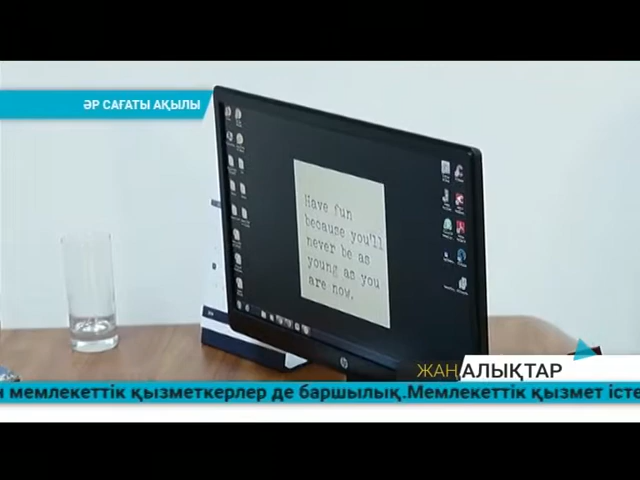 ӘР САҒАТЫ АҚЫЛЫ
Have fun
because you'll
never be as
young as you
are now.
hp
ЖАҢАЛЫҚТАР
мемлекеттік қызметкерлер де баршылық.Мемлекеттік қызмет істе